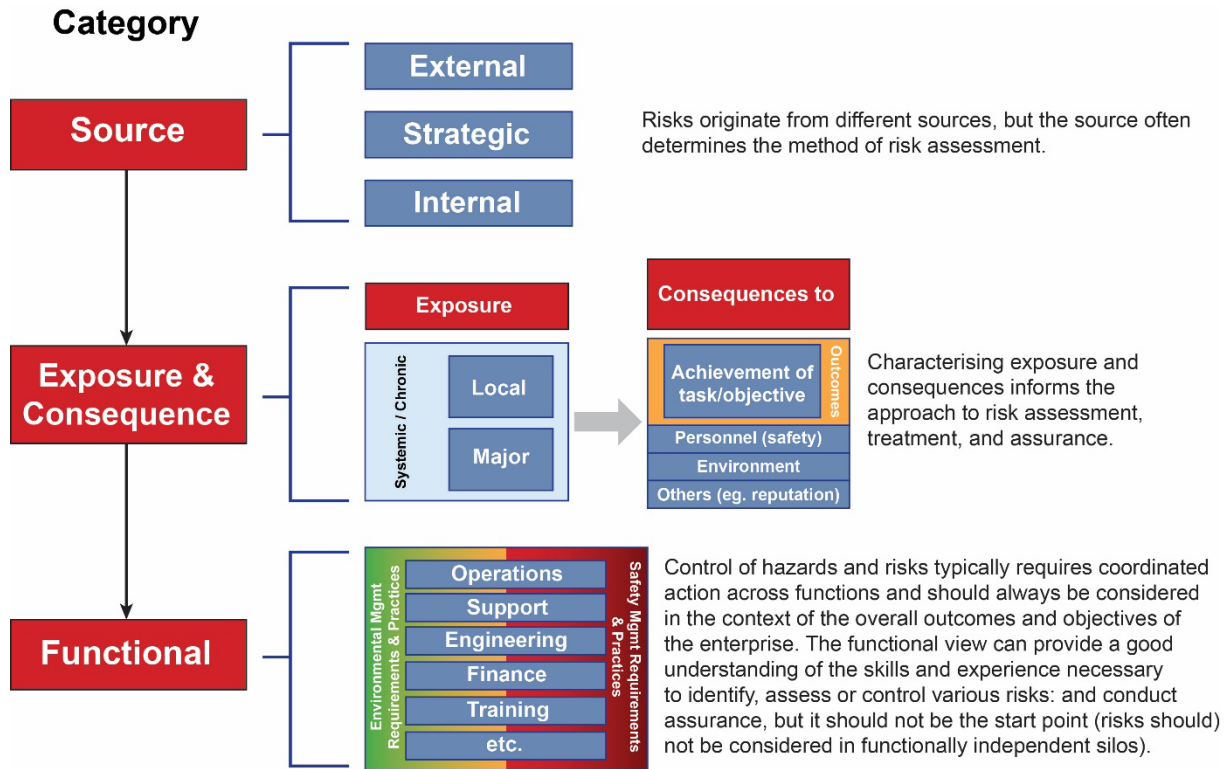 Category
Source
External
Strategic
Internal
Risks originate from different sources, but the source often
determines the method of risk assessment.
Exposure &
Consequence
Exposure
Systemic / Chronic
Local
Major
Consequences to
Achievement of
task/objective
Outcomes
Personnel (safety)
Environment
Others (eg. reputation)
Characterising exposure and
consequences informs the
approach to risk assessment,
treatment, and assurance.
Functional
Environmental Mgmt
Requirements & Practices
Operations
Support
Engineering
Finance
Training
etc.
Safety Mgmt Requirements
& Practices
Control of hazards and risks typically requires coordinated
action across functions and should always be considered
in the context of the overall outcomes and objectives of
the enterprise. The functional view can provide a good
understanding of the skills and experience necessary
to identify, assess or control various risks: and conduct
assurance, but it should not be the start point (risks should)
not be considered in functionally independent silos).